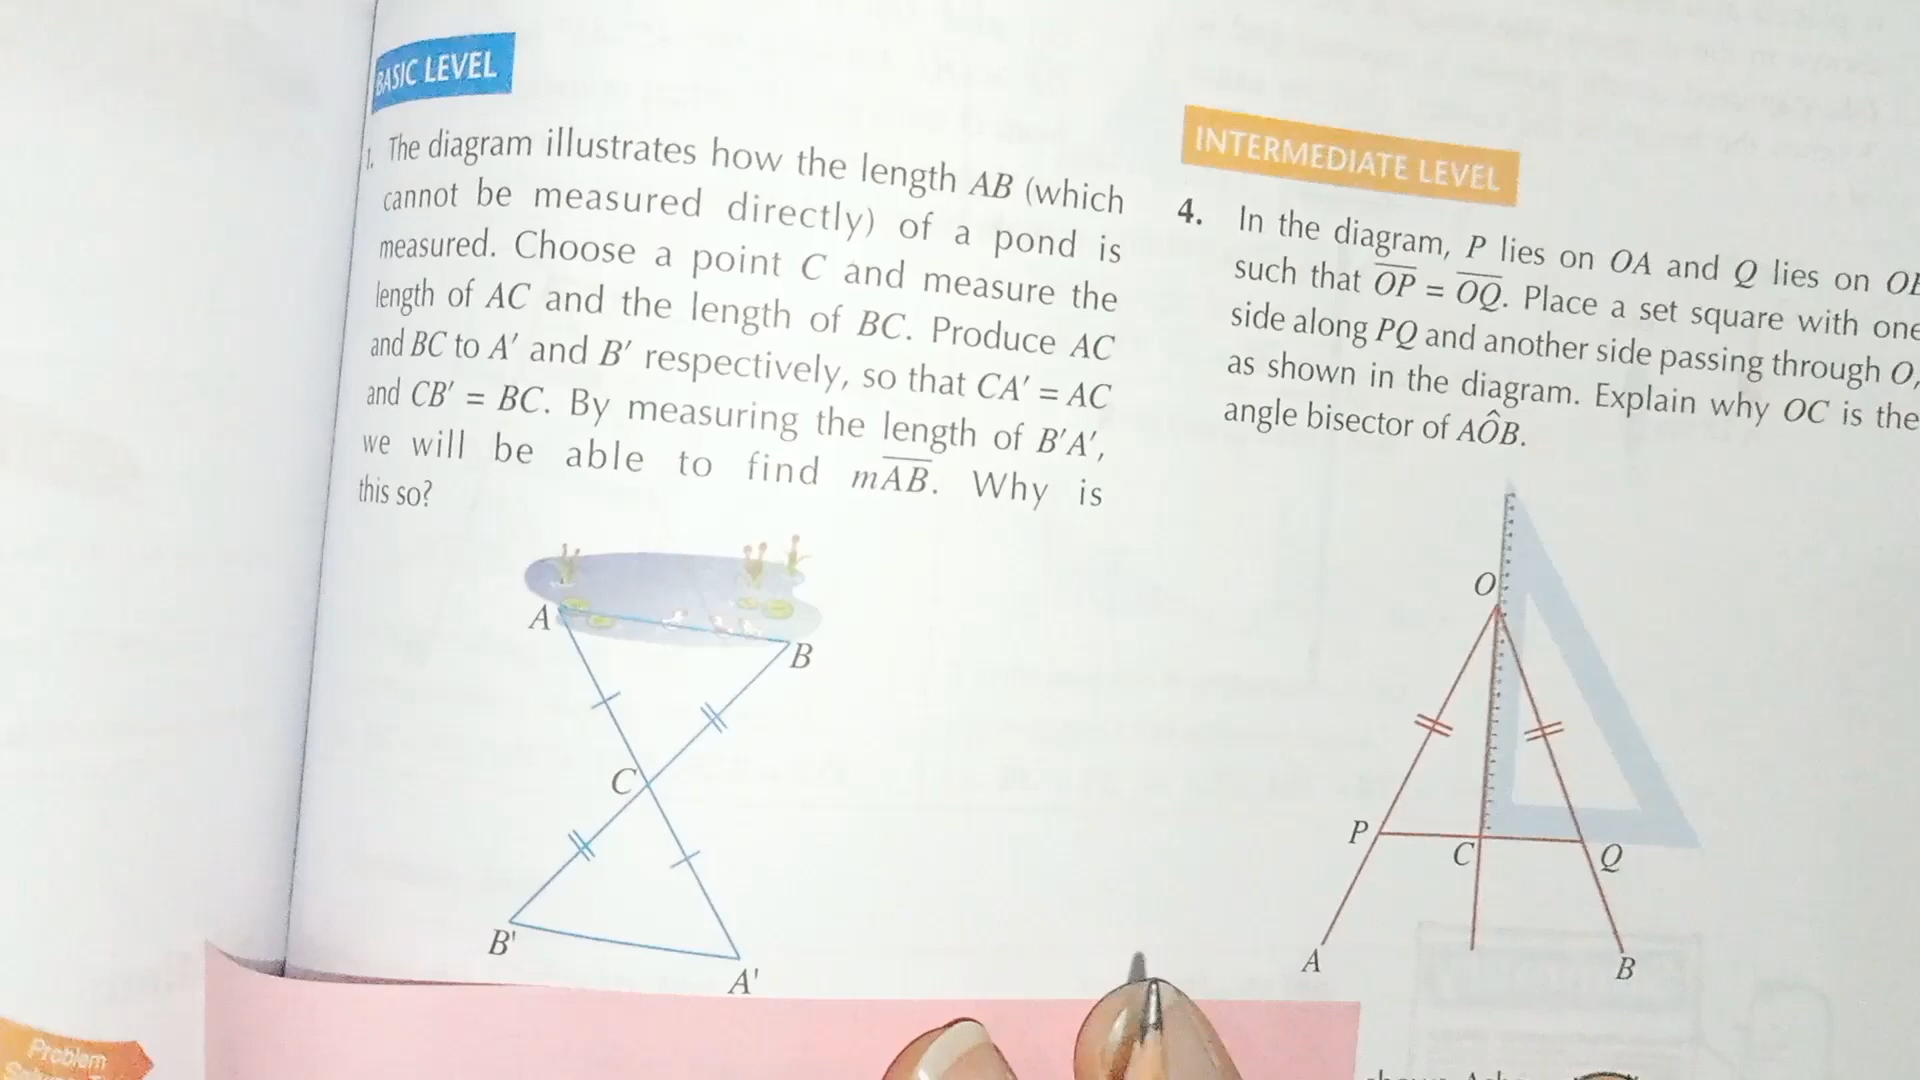 BASIC LEVEL
1. The diagram illustrates how the length AB (which
cannot be measured directly) of a pond is
measured. Choose a point C and measure the
length of AC and the length of BC. Produce AC
and BC to A′ and B′ respectively, so that CA′ = AC
and CB′ = BC. By measuring the length of B′A′,
we will be able to find mA̅B̅. Why is
this so?
A
B
C
B'
A'
INTERMEDIATE LEVEL
4. In the diagram, P lies on OA and Q lies on OB
such that O̅P̅ = O̅Q̅. Place a set square with one
side along PQ and another side passing through O,
as shown in the diagram. Explain why OC is the
angle bisector of AÔB.
O
P
C
Q
A
B
Problem